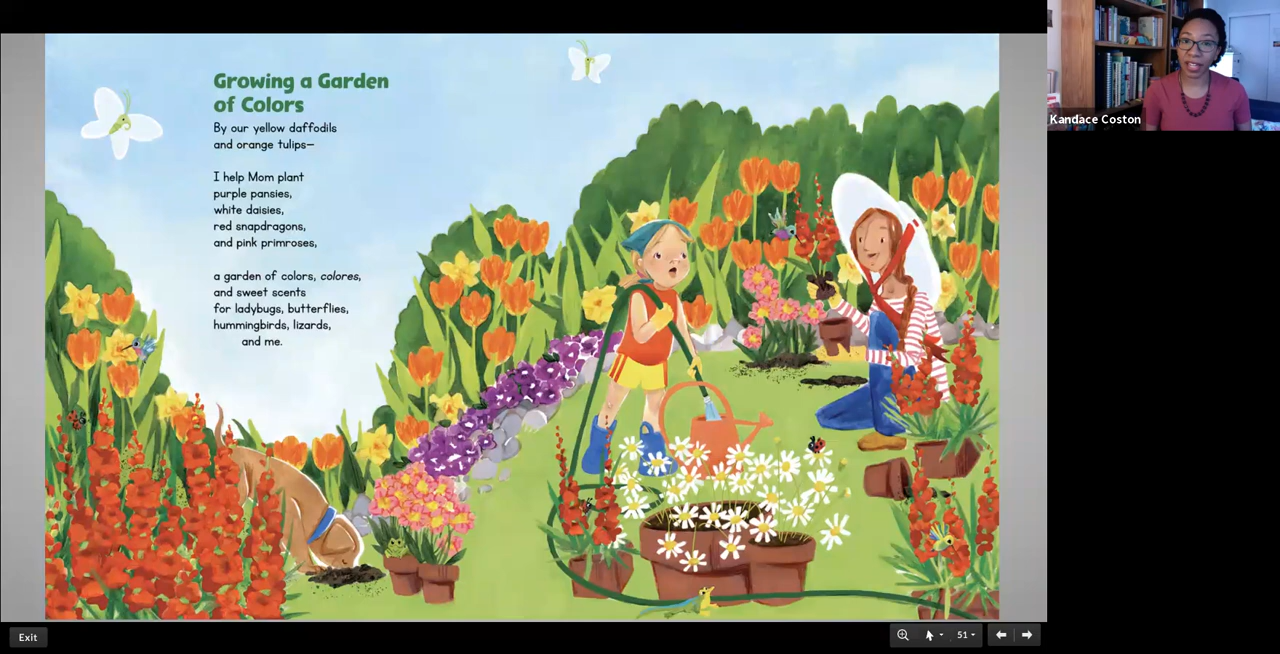 Growing a Garden
of Colors
By our yellow daffodils
and orange tulips—
I help Mom plant
purple pansies,
white daisies,
red snapdragons,
and pink primroses,
a garden of colors, colores,
and sweet scents
for ladybugs, butterflies,
hummingbirds, lizards,
and me.
Kandace Coston
Exit
51